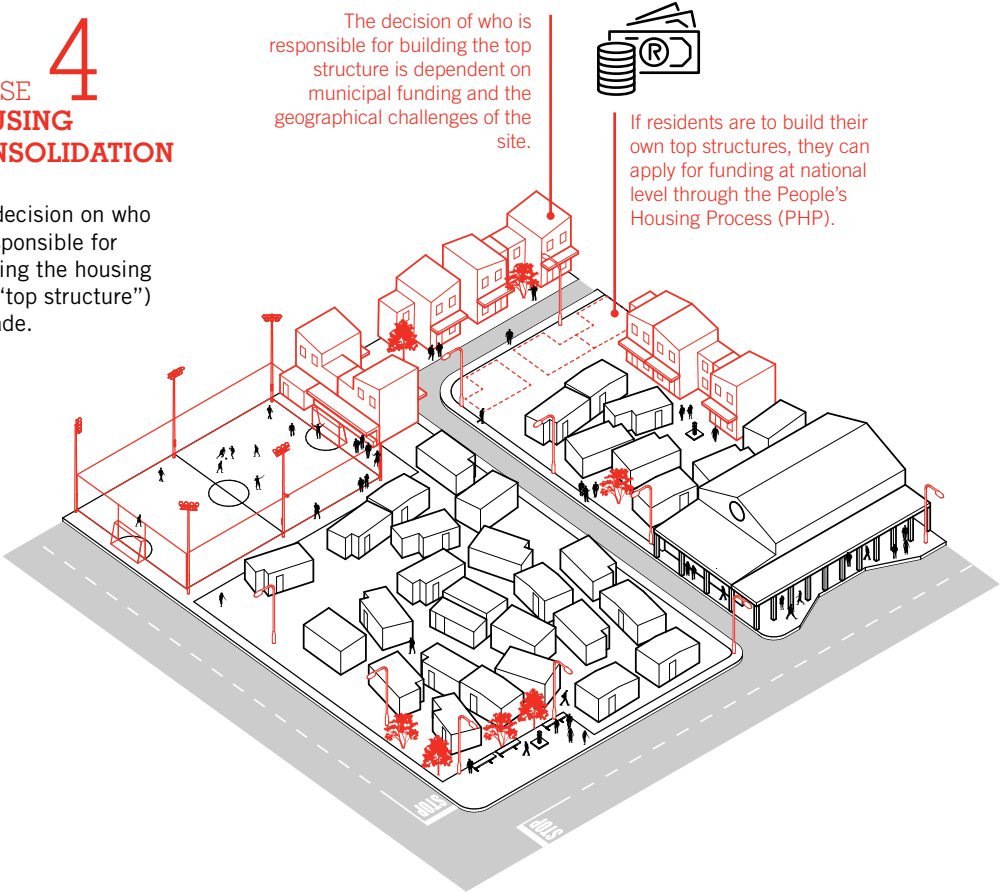 SE 4
USING
NSOLIDATION
decision on who
sponsible for
ing the housing
“top structure”)
ade.
The decision of who is
responsible for building the top
structure is dependent on
municipal funding and the
geographical challenges of the
site.
R
If residents are to build their
own top structures, they can
apply for funding at national
level through the People’s
Housing Process (PHP).
STOP
STOP